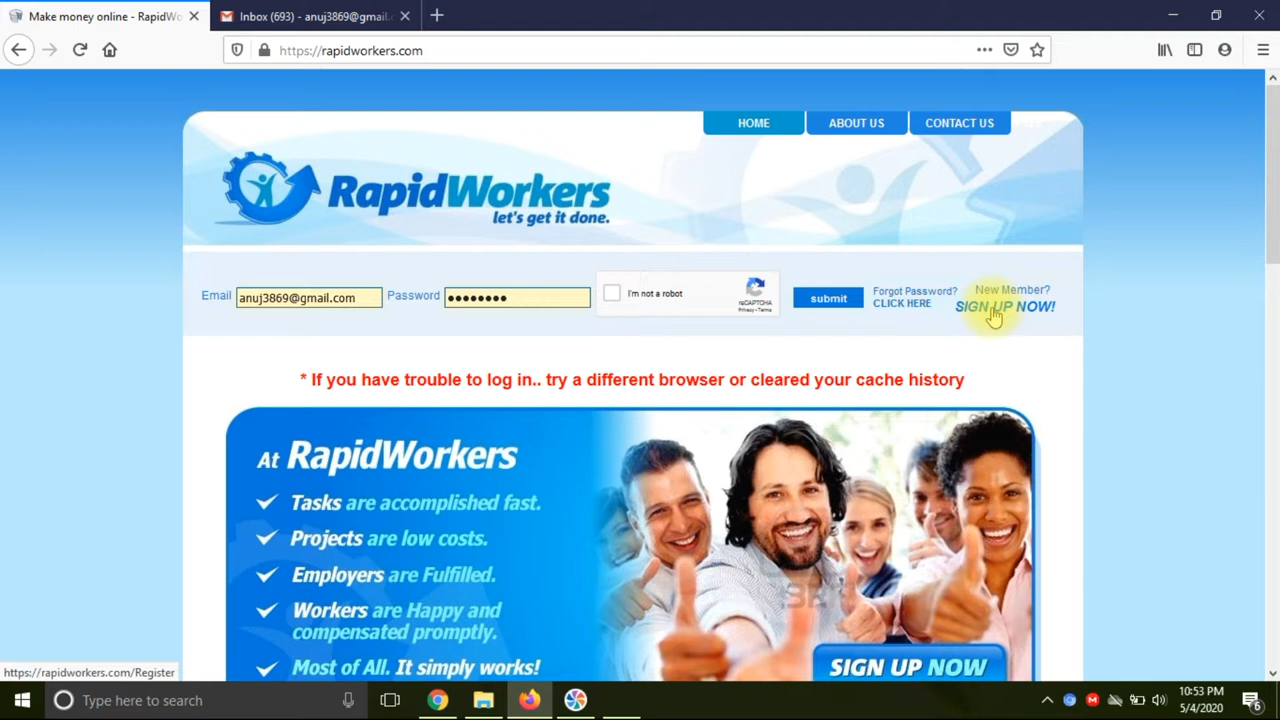 Make money online - RapidWo
Inbox (693) - anuj3869@gmail.
https://rapidworkers.com
HOME
ABOUT US
CONTACT US
RapidWorkers
let's get it done.
Email
anuj3869@gmail.com
Password
I'm not a robot
reCAPTCHA
Privacy - Terms
submit
Forgot Password?
CLICK HERE
New Member?
SIGN UP NOW!
* If you have trouble to log in.. try a different browser or cleared your cache history
At RapidWorkers
Tasks are accomplished fast.
Projects are low costs.
Employers are Fulfilled.
Workers are Happy and
compensated promptly.
Most of All. It simply works!
SIGN UP NOW
https://rapidworkers.com/Register
Type here to search
10:53 PM
5/4/2020
6